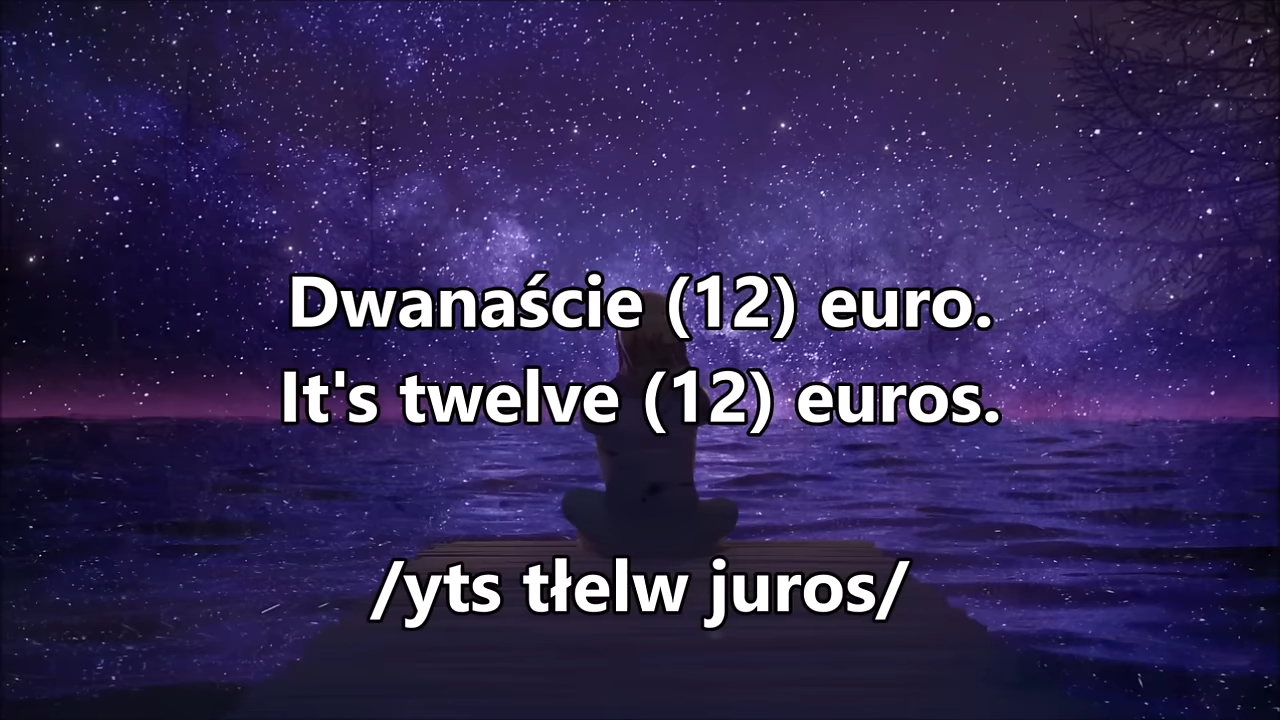 Dwanaście (12) euro.
It's twelve (12) euros.
/yts tłelw juros/